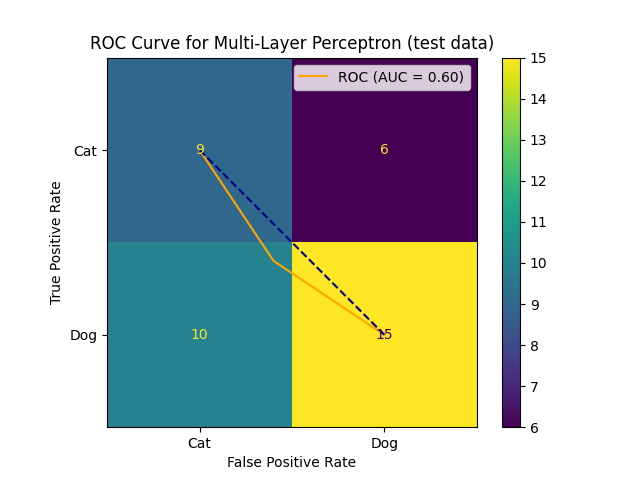 ROC Curve for Multi-Layer Perceptron (test data)
ROC (AUC = 0.60)
True Positive Rate
Cat
Dog
9
6
10
15
Cat
Dog
False Positive Rate
15
14
13
12
11
10
9
8
7
6